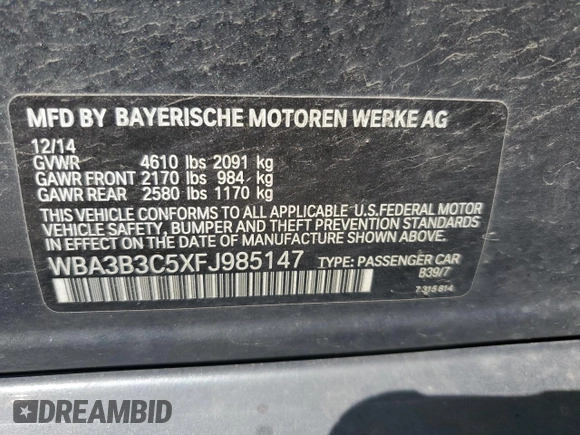 MFD BY BAYERISCHE MOTOREN WERKE AG
12/14
GVWR 4610 lbs 2091 kg
GAWR FRONT 2170 lbs 984 kg
GAWR REAR 2580 lbs 1170 kg
THIS VEHICLE CONFORMS TO ALL APPLICABLE U.S.FEDERAL MOTOR
VEHICLE SAFETY, BUMPER AND THEFT PREVENTION STANDARDS
IN EFFECT ON THE DATE OF MANUFACTURE SHOWN ABOVE.
WBA3B3C5XFJ985147 TYPE: PASSENGER CAR
B39/7
7 315 814
DREAMBID